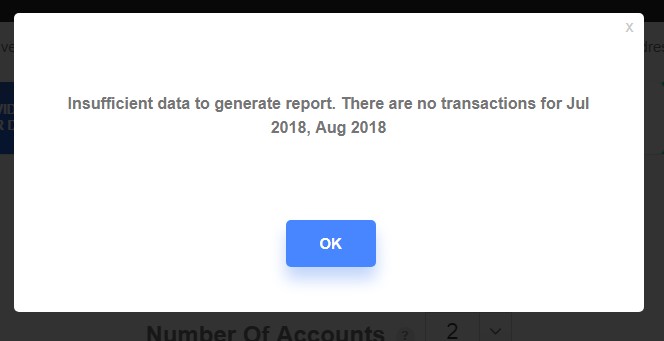 X
Insufficient data to generate report. There are no transactions for Jul
2018, Aug 2018
OK
Number Of Accounts ? 2